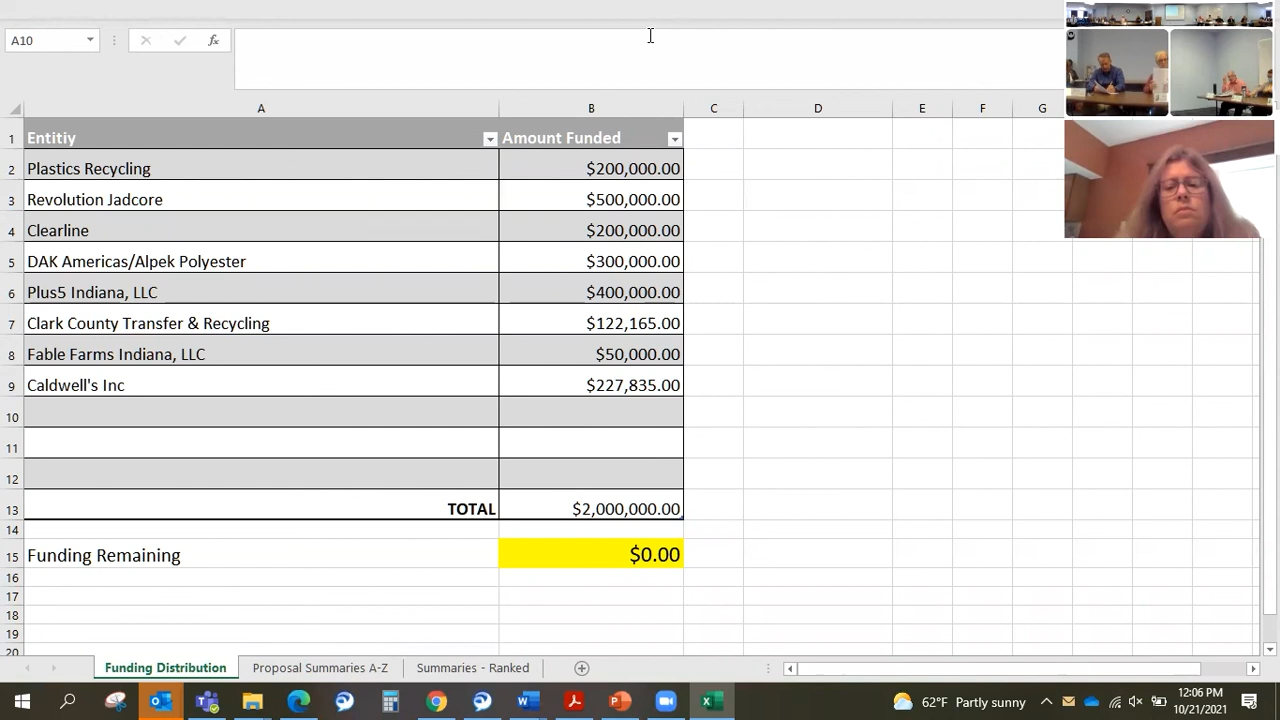 A10
fx
A B C D E F G
1 Entitiy Amount Funded
2 Plastics Recycling $200,000.00
3 Revolution Jadcore $500,000.00
4 Clearline $200,000.00
5 DAK Americas/Alpek Polyester $300,000.00
6 Plus5 Indiana, LLC $400,000.00
7 Clark County Transfer & Recycling $122,165.00
8 Fable Farms Indiana, LLC $50,000.00
9 Caldwell's Inc $227,835.00
10
11
12
13 TOTAL $2,000,000.00
14
15 Funding Remaining $0.00
16
17
18
19
20
Funding Distribution Proposal Summaries A-Z Summaries - Ranked
62°F Partly sunny 12:06 PM
10/21/2021